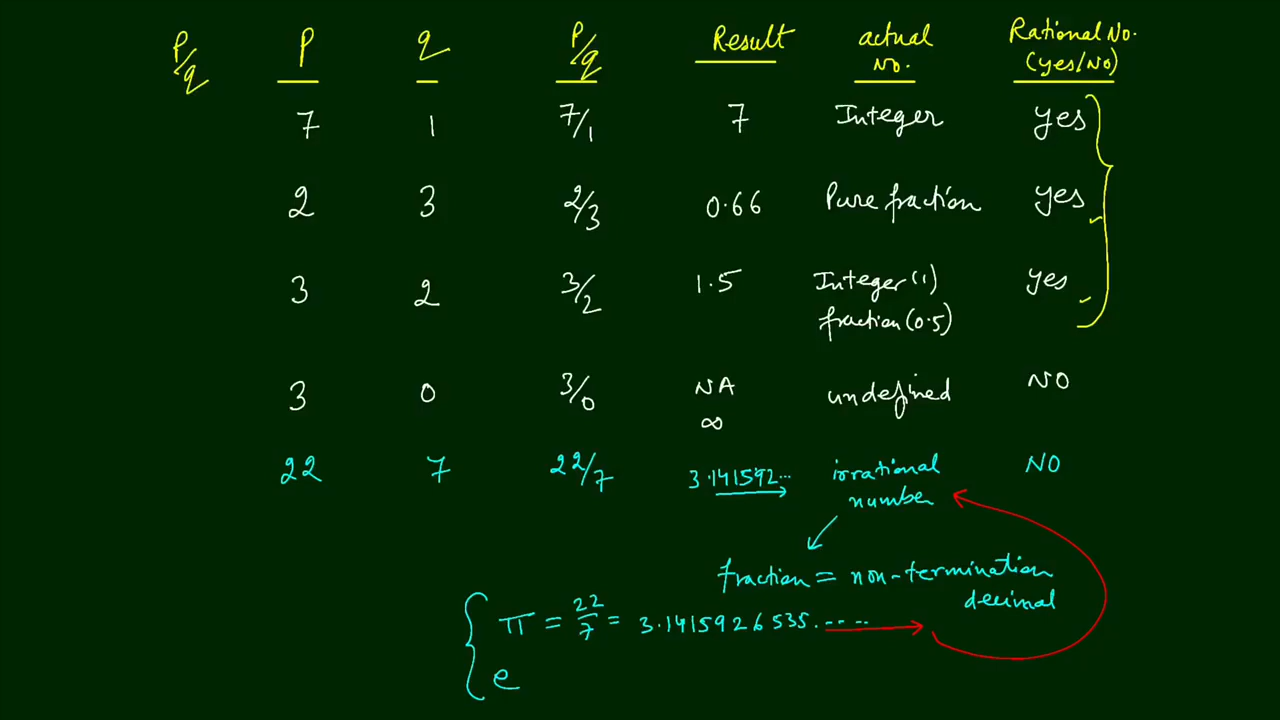 P/q P q P/q Result actual No. Rational No. (yes/No)
7 1 7/1 7 Integer yes
2 3 2/3 0.66 Pure fraction yes
3 2 3/2 1.5 Integer (1) yes
fraction (0.5)
3 0 3/0 NA undefined NO
∞
22 7 22/7 3.141592... irrational NO
number
fraction = non-termination
decimal
π = 22/7 = 3.1415926535.....
e